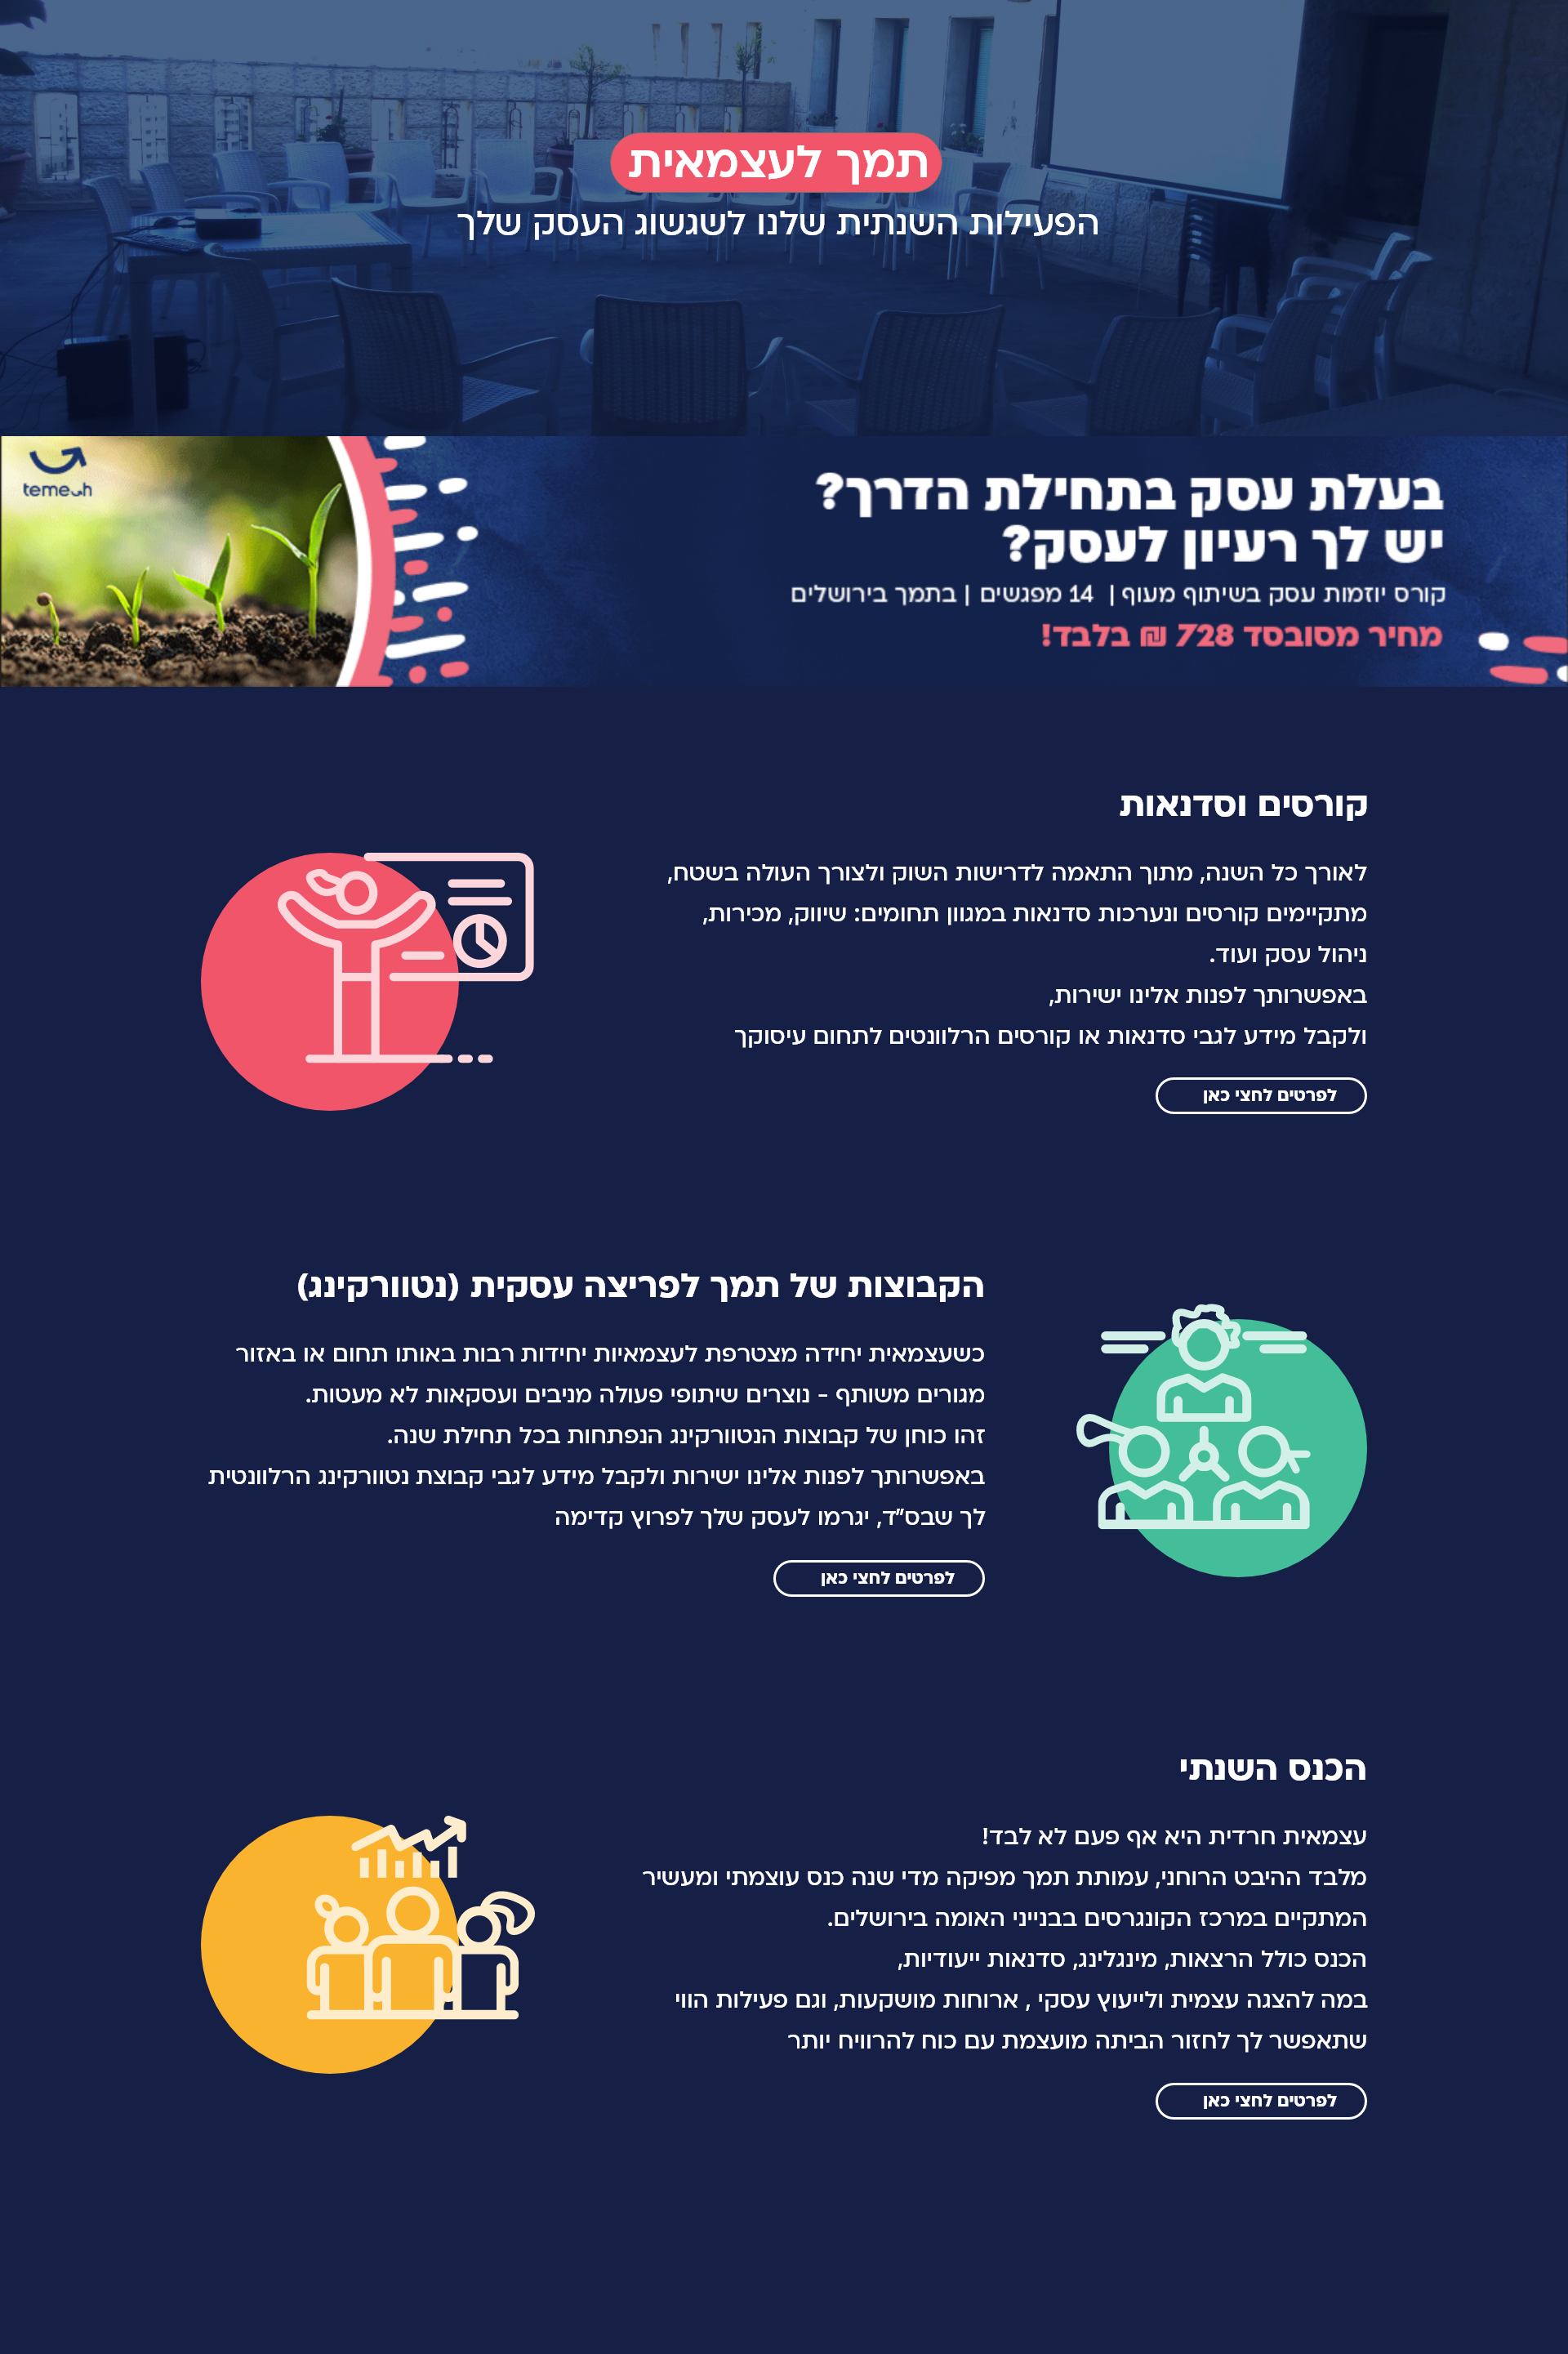 תמך לעצמאית
הפעילות השנתית שלנו לשגשוג העסק שלך
temech
בעלת עסק בתחילת הדרך?
יש לך רעיון לעסק?
קורס יוזמות עסק בשיתוף מעוף | 14 מפגשים | בתמך בירושלים
מחיר מסובסד 728 ₪ בלבד!
קורסים וסדנאות
לאורך כל השנה, מתוך התאמה לדרישות השוק ולצורך העולה בשטח,
מתקיימים קורסים ונערכות סדנאות במגוון תחומים: שיווק, מכירות,
ניהול עסק ועוד.
באפשרותך לפנות אלינו ישירות,
ולקבל מידע לגבי סדנאות או קורסים הרלוונטים לתחום עיסוקך
לפרטים לחצי כאן
הקבוצות של תמך לפריצה עסקית (נטוורקינג)
כשעצמאית יחידה מצטרפת לעצמאיות יחידות רבות באותו תחום או באזור
מגורים משותף - נוצרים שיתופי פעולה מניבים ועסקאות לא מעטות.
זהו כוחן של קבוצות הנטוורקינג הנפתחות בכל תחילת שנה.
באפשרותך לפנות אלינו ישירות ולקבל מידע לגבי קבוצת נטוורקינג הרלוונטית
לך שבס"ד, יגרמו לעסק שלך לפרוץ קדימה
לפרטים לחצי כאן
הכנס השנתי
עצמאית חרדית היא אף פעם לא לבד!
מלבד ההיבט הרוחני, עמותת תמך מפיקה מדי שנה כנס עוצמתי ומעשיר
המתקיים במרכז הקונגרסים בבנייני האומה בירושלים.
הכנס כולל הרצאות, מינגלינג, סדנאות ייעודיות,
במה להצגה עצמית ולייעוץ עסקי , ארוחות מושקעות, וגם פעילות הווי
שתאפשר לך לחזור הביתה מועצמת עם כוח להרוויח יותר
לפרטים לחצי כאן